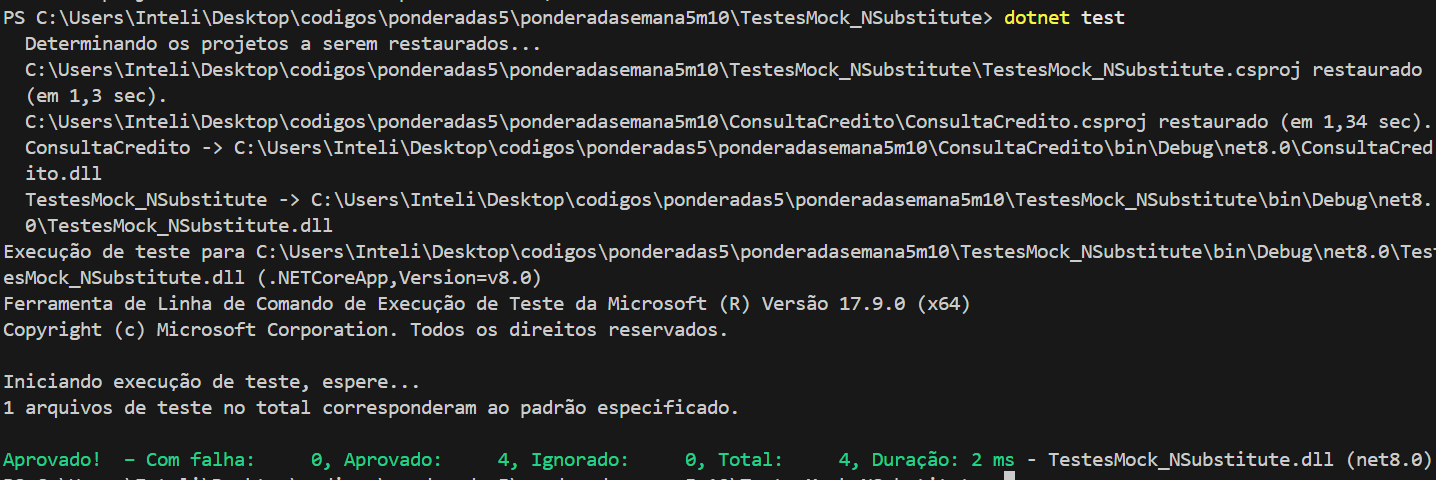 PS C:\Users\Inteli\Desktop\codigos\ponderadas5\ponderadasemana5m10\TestesMock_NSubstitute> dotnet test
Determinando os projetos a serem restaurados...
C:\Users\Inteli\Desktop\codigos\ponderadas5\ponderadasemana5m10\TestesMock_NSubstitute\TestesMock_NSubstitute.csproj restaurado
(em 1,3 sec).
C:\Users\Inteli\Desktop\codigos\ponderadas5\ponderadasemana5m10\ConsultaCredito\ConsultaCredito.csproj restaurado (em 1,34 sec).
ConsultaCredito -> C:\Users\Inteli\Desktop\codigos\ponderadas5\ponderadasemana5m10\ConsultaCredito\bin\Debug\net8.0\ConsultaCred
ito.dll
TestesMock_NSubstitute -> C:\Users\Inteli\Desktop\codigos\ponderadas5\ponderadasemana5m10\TestesMock_NSubstitute\bin\Debug\net8.
0\TestesMock_NSubstitute.dll
Execução de teste para C:\Users\Inteli\Desktop\codigos\ponderadas5\ponderadasemana5m10\TestesMock_NSubstitute\bin\Debug\net8.0\Test
esMock_NSubstitute.dll (.NETCoreApp,Version=v8.0)
Ferramenta de Linha de Comando de Execução de Teste da Microsoft (R) Versão 17.9.0 (x64)
Copyright (c) Microsoft Corporation. Todos os direitos reservados.
Iniciando execução de teste, espere...
1 arquivos de teste no total corresponderam ao padrão especificado.
Aprovado! – Com falha: 0, Aprovado: 4, Ignorado: 0, Total: 4, Duração: 2 ms - TestesMock_NSubstitute.dll (net8.0)